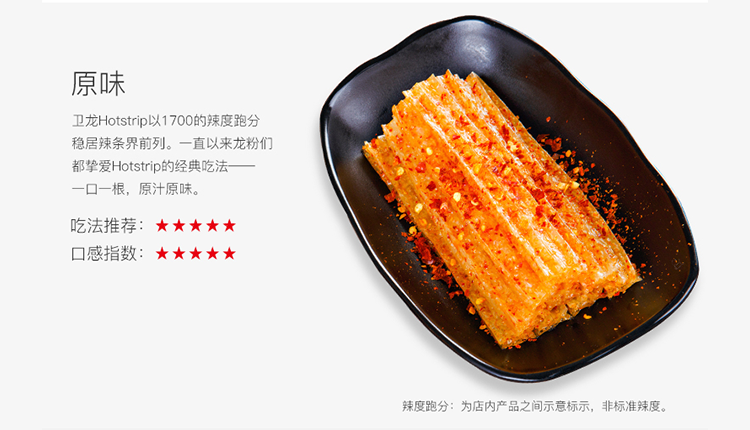 原味
卫龙Hotstrip以1700的辣度跑分
稳居辣条界前列。一直以来龙粉们
都挚爱Hotstrip的经典吃法——
一口一根，原汁原味。
吃法推荐：★★★★★
口感指数：★★★★★
辣度跑分：为店内产品之间示意标示，非标准辣度。